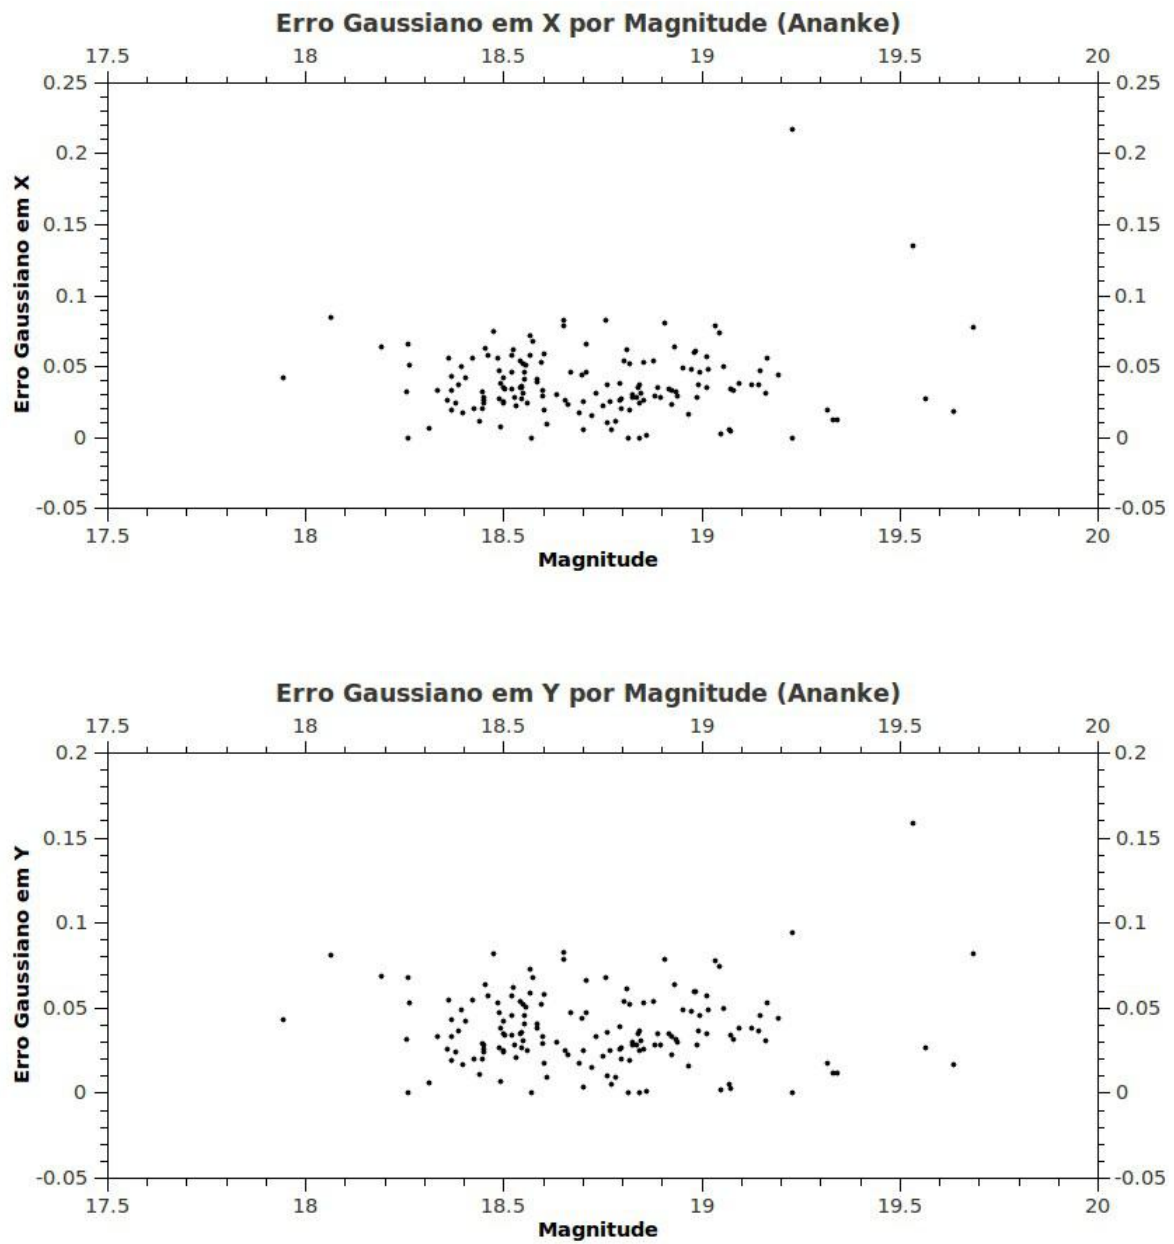 Erro Gaussiano em X por Magnitude (Ananke)
17.5 18 18.5 19 19.5 20
0.25 0.25
0.2 0.2
0.15 0.15
0.1 0.1
0.05 0.05
0 0
-0.05 -0.05
Erro Gaussiano em X
17.5 18 18.5 19 19.5 20
Magnitude
Erro Gaussiano em Y por Magnitude (Ananke)
17.5 18 18.5 19 19.5 20
0.2 0.2
0.15 0.15
0.1 0.1
0.05 0.05
0 0
-0.05 -0.05
Erro Gaussiano em Y
17.5 18 18.5 19 19.5 20
Magnitude